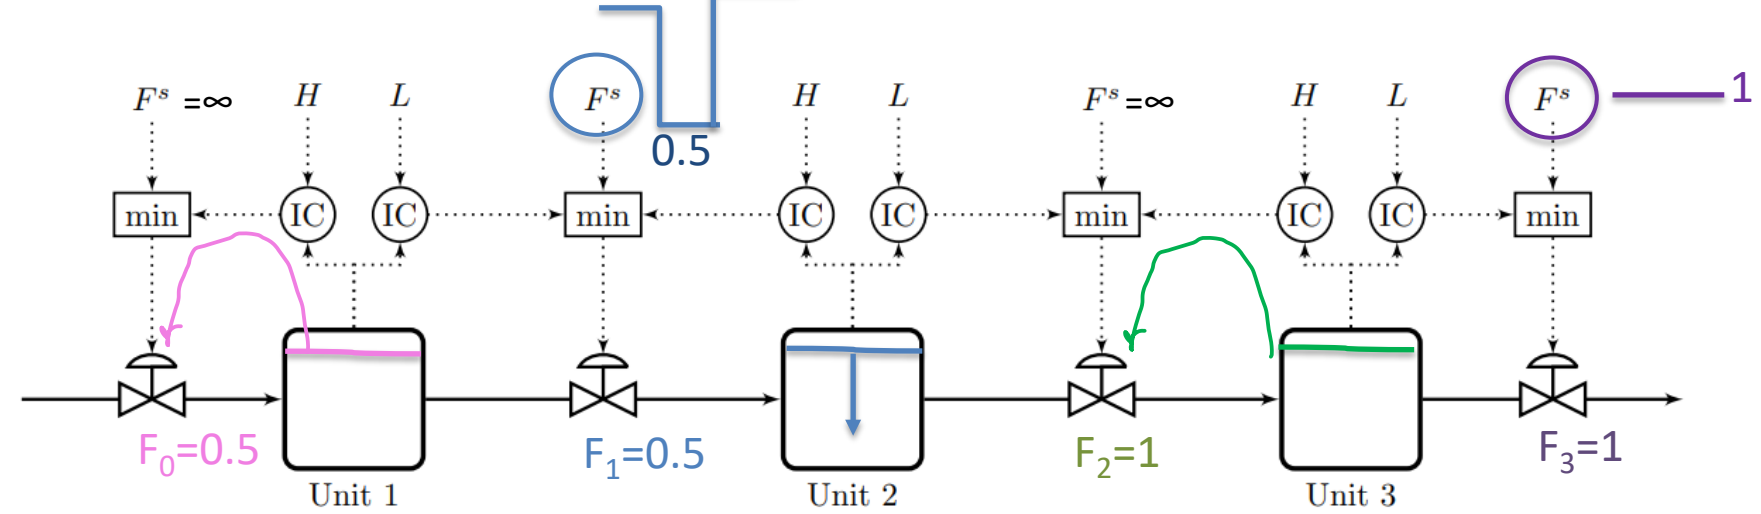 F^s =∞ H L F^s H L F^s =∞ H L F^s 1
0.5
min IC IC min IC IC min IC IC min
F₀=0.5 F₁=0.5 F₂=1 F₃=1
Unit 1 Unit 2 Unit 3